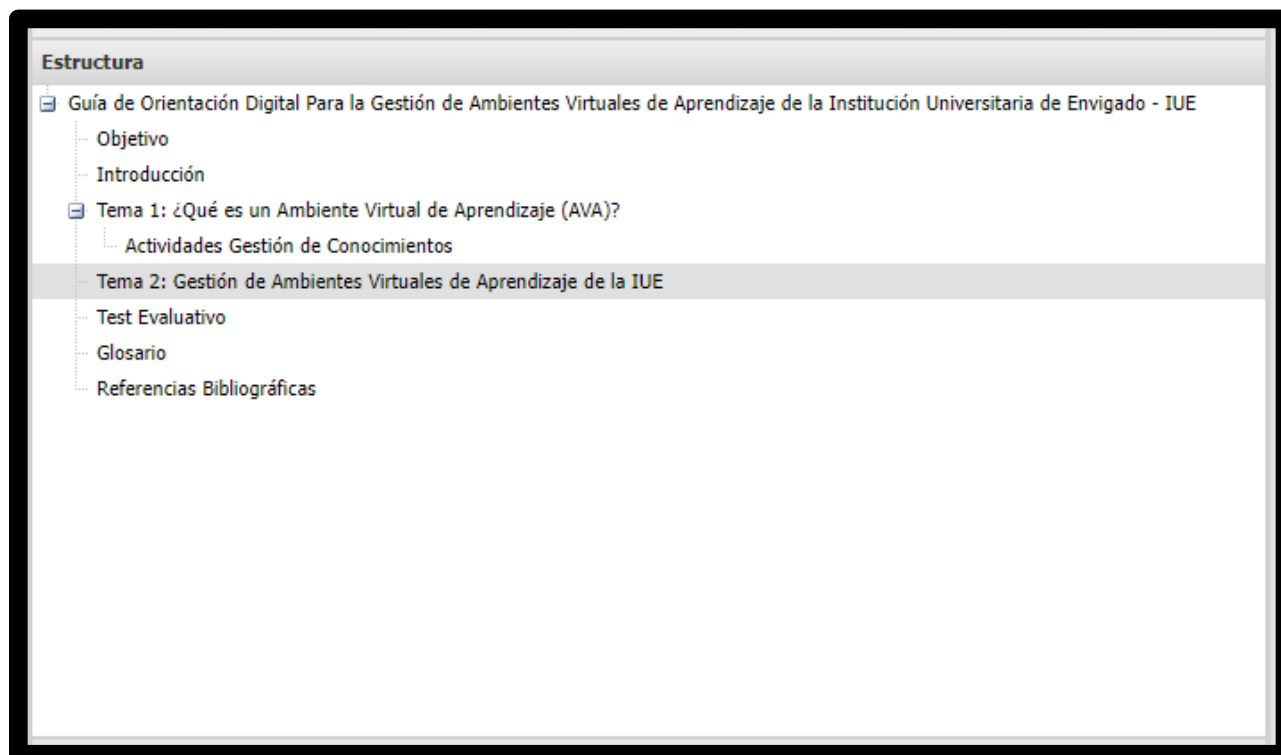 Estructura
Guía de Orientación Digital Para la Gestión de Ambientes Virtuales de Aprendizaje de la Institución Universitaria de Envigado - IUE
Objetivo
Introducción
Tema 1: ¿Qué es un Ambiente Virtual de Aprendizaje (AVA)?
Actividades Gestión de Conocimientos
Tema 2: Gestión de Ambientes Virtuales de Aprendizaje de la IUE
Test Evaluativo
Glosario
Referencias Bibliográficas